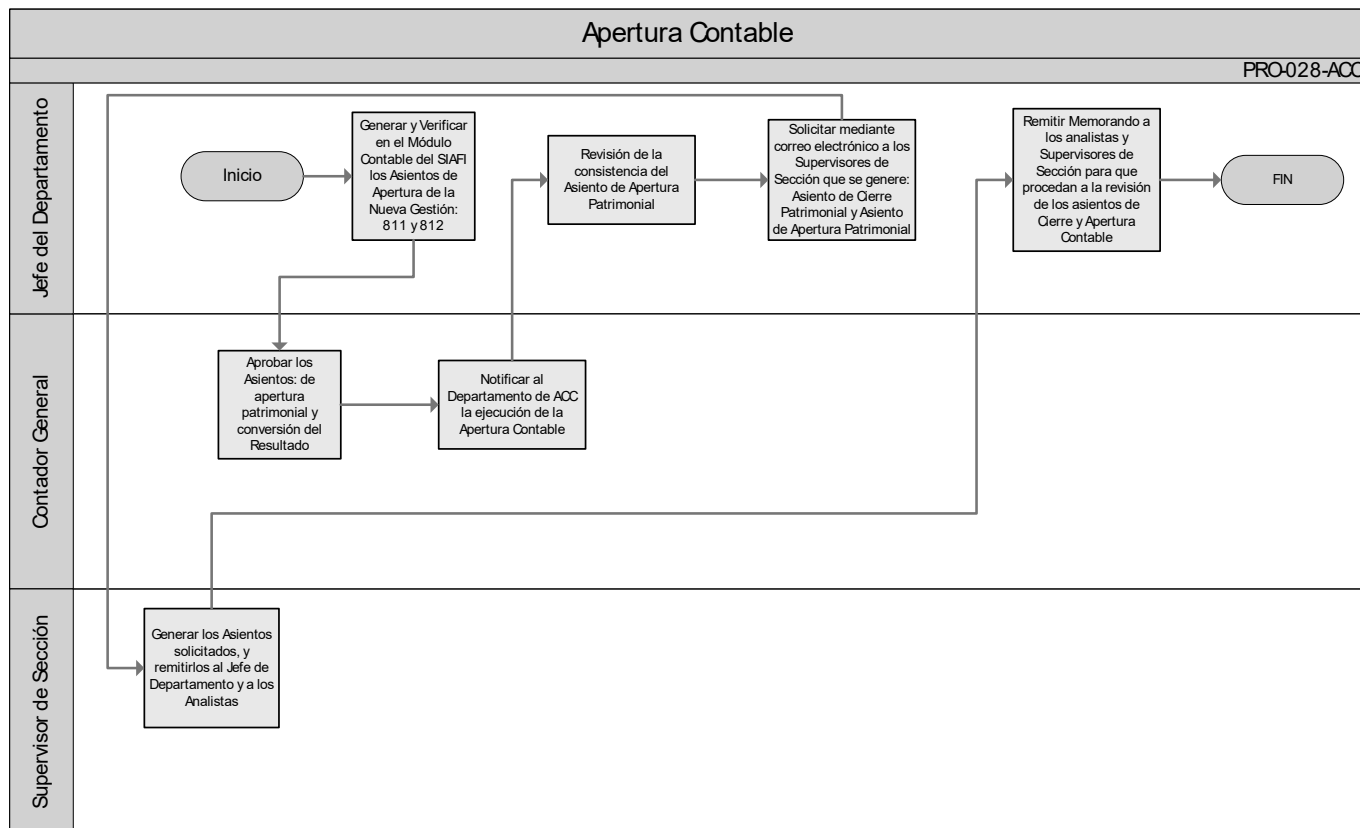 Apertura Contable
PRO-028-ACC
Jefe del Departamento
Inicio
Generar y Verificar
en el Módulo
Contable del SIAFI
los Asientos de
Apertura de la
Nueva Gestión:
811 y 812
Revisión de la
consistencia del
Asiento de Apertura
Patrimonial
Solicitar mediante
correo electrónico a los
Supervisores de
Sección que se genere:
Asiento de Cierre
Patrimonial y Asiento
de Apertura Patrimonial
Remitir Memorando a
los analistas y
Supervisores de
Sección para que
procedan a la revisión
de los asientos de
Cierre y Apertura
Contable
FIN
Contador General
Aprobar los
Asientos: de
apertura
patrimonial y
conversión del
Resultado
Notificar al
Departamento de ACC
la ejecución de la
Apertura Contable
Supervisor de Sección
Generar los Asientos
solicitados, y
remitirlos al Jefe de
Departamento y a los
Analistas